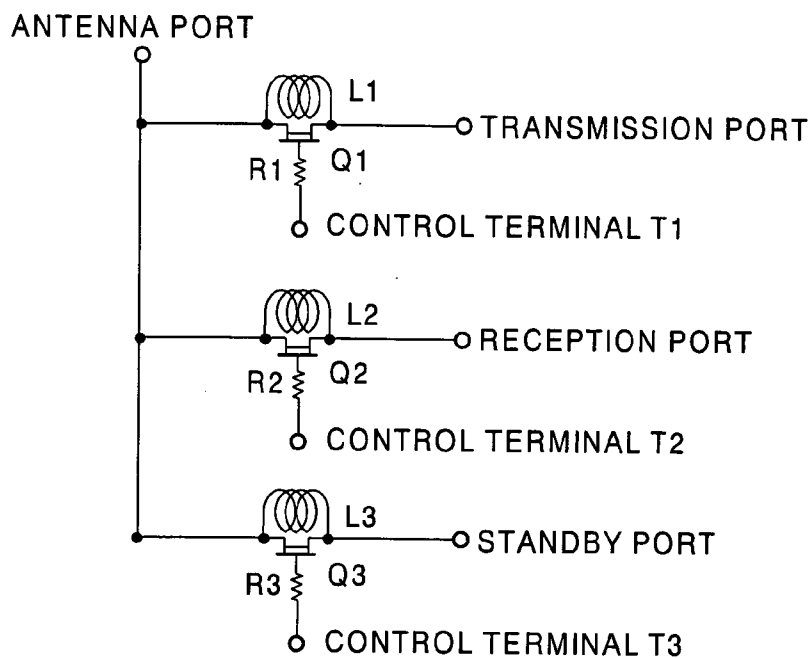 ANTENNA PORT
L1
TRANSMISSION PORT
R1
Q1
CONTROL TERMINAL T1
L2
RECEPTION PORT
R2
Q2
CONTROL TERMINAL T2
L3
STANDBY PORT
R3
Q3
CONTROL TERMINAL T3